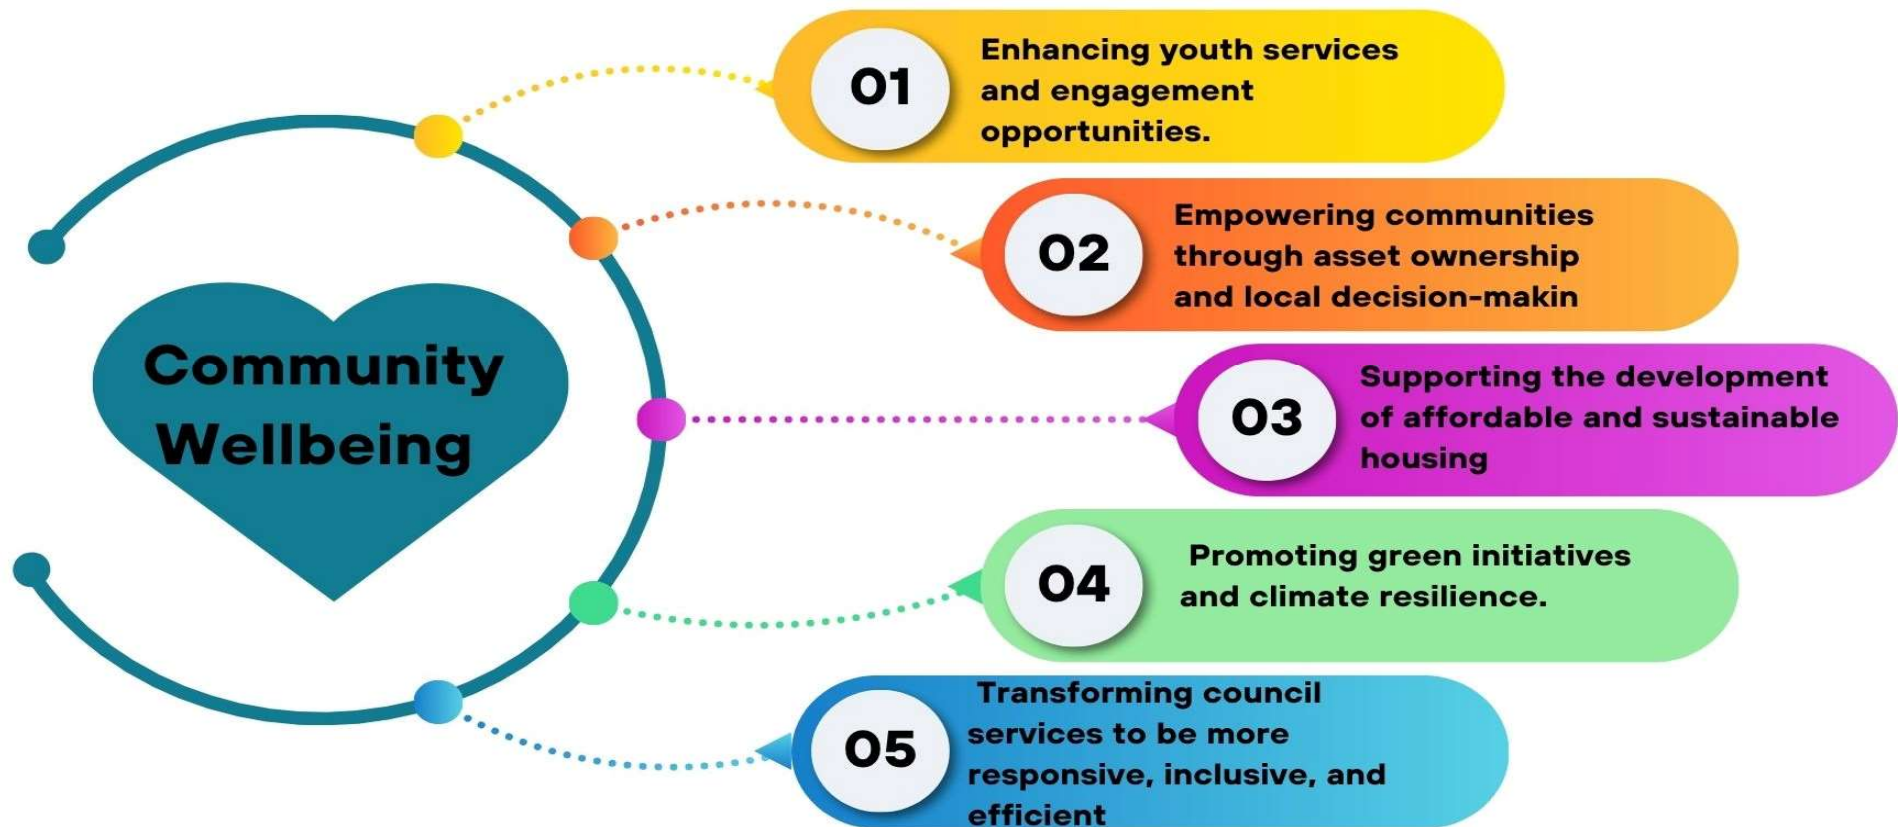 Community
Wellbeing
01
Enhancing youth services
and engagement
opportunities.
02
Empowering communities
through asset ownership
and local decision-makin
03
Supporting the development
of affordable and sustainable
housing
04
Promoting green initiatives
and climate resilience.
05
Transforming council
services to be more
responsive, inclusive, and
efficient